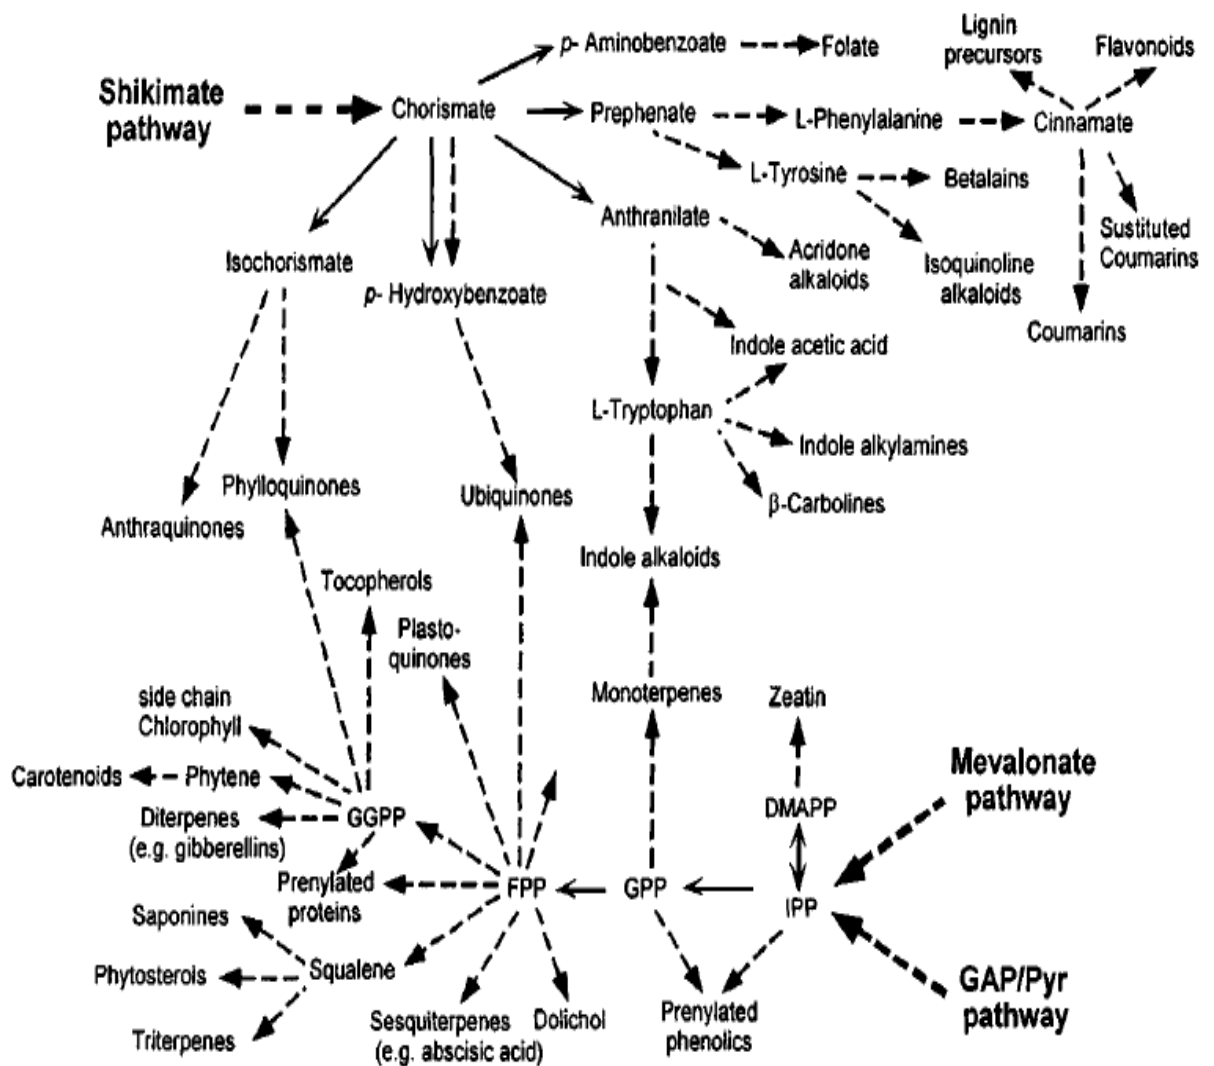 Lignin
precursors
Flavonoids
p- Aminobenzoate
Folate
Shikimate
pathway
Chorismate
Prephenate
L-Phenylalanine
Cinnamate
L-Tyrosine
Betalains
Anthranilate
Sustituted
Coumarins
Acridone
alkaloids
Isoquinoline
alkaloids
Isochorismate
p- Hydroxybenzoate
Coumarins
Indole acetic acid
L-Tryptophan
Indole alkylamines
β-Carbolines
Phylloquinones
Ubiquinones
Anthraquinones
Indole alkaloids
Tocopherols
Plasto-
quinones
Monoterpenes
Zeatin
side chain
Chlorophyll
Carotenoids
Phytene
Mevalonate
pathway
DMAPP
Diterpenes
(e.g. gibberellins)
GGPP
Prenylated
proteins
FPP
GPP
IPP
Saponines
Phytosterols
Squalene
GAP/Pyr
pathway
Triterpenes
Sesquiterpenes
(e.g. abscisic acid)
Dolichol
Prenylated
phenolics